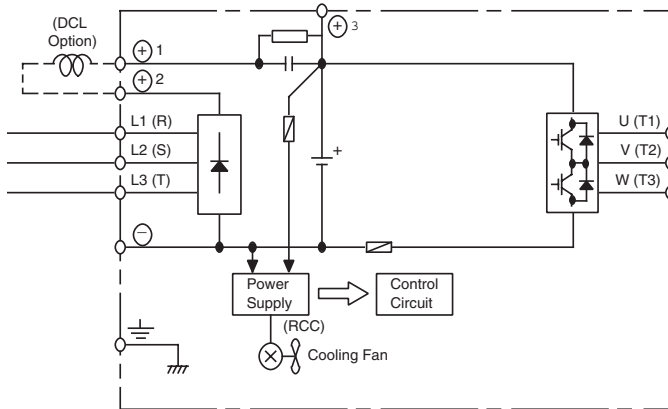 (DCL
Option)
+ 1
+ 2
+ 3
L1 (R)
L2 (S)
L3 (T)
U (T1)
V (T2)
W (T3)
−
+
Power
Supply
Control
Circuit
(RCC)
Cooling Fan